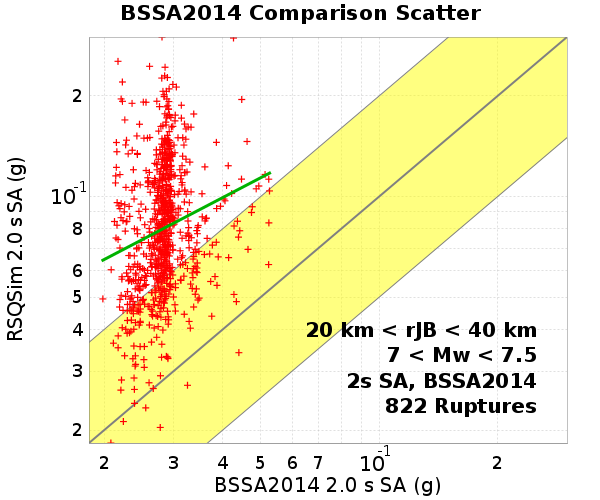 BSSA2014 Comparison Scatter
RSQSim 2.0 s SA (g)
2
10⁻¹
8
6
5
4
3
2
20 km < rJB < 40 km
7 < Mw < 7.5
2s SA, BSSA2014
822 Ruptures
2 3 4 5 6 7 10⁻¹ 2
BSSA2014 2.0 s SA (g)